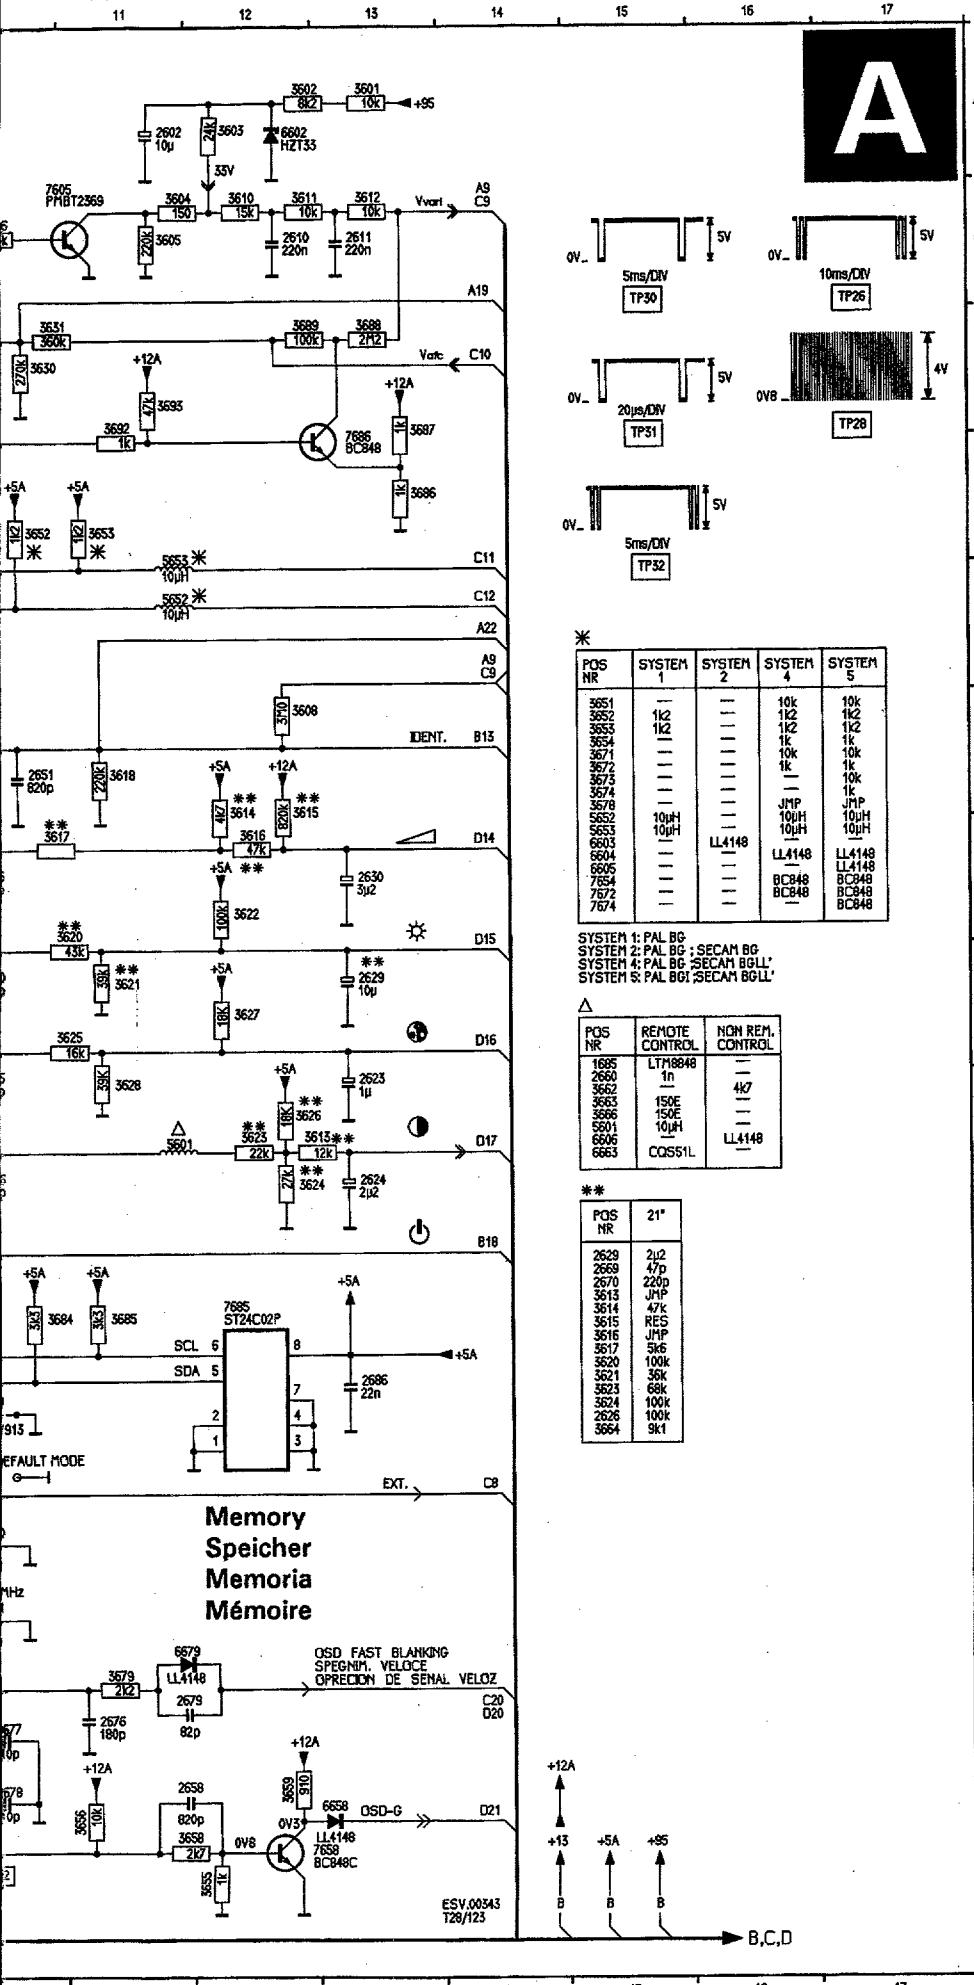 11 12 13 14 15 16 17
A
3602 3601
8k2 10k +95
2602
10µ
24k 3603
6602
HZT33
33V
7605
PMBT2369
3604 3610 3611 3612
150 15k 10k 10k
Vvari
A9
C9
220k 3605
2610
220n
2611
220n
A19
3631
360k
3689 3688
100k 2M2
270k 3630
Vafc C10
+12A
47k 3693
+12A
1k 3687
3692
1k
7686
BC848
1k 3686
+5A +5A
1k2 3652
*
1k2 3653
*
5653 *
10µH
C11
5652 *
10µH
C12
A22
A9
C9
3M0 3608
IDENT. B13
2651
820p
220k 3618
+5A +12A
4k7 ** 3614
820k ** 3615
**
3617
3616
47k
**
D14
+5A
2630
3µ2
100k 3622
**
3620
43k
D15
39k ** 3621
+5A
**
2629
10µ
18K 3627
3625
16k
D16
39K 3628
+5A
2623
1µ
18K ** 3626
△
5601
**
3623
22k
3613 **
12k
D17
27k ** 3624
2624
2µ2
B18
+5A +5A
3k3 3684
3k3 3685
7685
ST24C02P
+5A
SCL 6 8 +5A
SDA 5
7
2 4
1 3
2686
22n
913
EFAULT MODE
EXT. C8
Memory
Speicher
Memoria
Mémoire
MHz
OSD FAST BLANKING
SPEGNIM. VELOCE
OPRECION DE SENAL VELOZ
C20
D20
3679
2k2
6679
LL4148
2679
82p
2676
180p
677
0p
678
0p
+12A
3656 10k
2658
820p
3658
2k7
3655 1k
0V8
+12A
3659 910
0V3
6658
LL4148
7658
BC848C
OSD-G D21
ESV.00343
T28/123
0V 5V
5ms/DIV
TP30
0V 5V
10ms/DIV
TP26
0V 5V
20µs/DIV
TP31
0V8 4V
TP28
0V 5V
5ms/DIV
TP32
*
POS NR SYSTEM 1 SYSTEM 2 SYSTEM 4 SYSTEM 5
3651 — — 10k 10k
3652 1k2 — 1k2 1k2
3653 1k2 — 1k2 1k2
3654 — — 1k 1k
3671 — — 10k 10k
3672 — — 1k 1k
3673 — — — 10k
3674 — — — 1k
3678 — — JMP JMP
5652 10µH — 10µH 10µH
5653 10µH — 10µH 10µH
6603 — LL4148 — —
6604 — — LL4148 LL4148
6605 — — — LL4148
7654 — — BC848 BC848
7672 — — BC848 BC848
7674 — — — BC848
SYSTEM 1: PAL BG
SYSTEM 2: PAL BG ; SECAM BG
SYSTEM 4: PAL BG ;SECAM BGLL'
SYSTEM 5: PAL BGI ;SECAM BGLL'
△
POS NR REMOTE CONTROL NON REM. CONTROL
1685 LTM8848 —
2660 1n —
3662 — 4k7
3663 150E —
3666 150E —
5601 10µH —
6606 — LL4148
6663 CQS51L —
**
POS NR 21"
2629 2µ2
2669 47p
2670 220p
3613 JMP
3614 47k
3615 RES
3616 JMP
3617 5k6
3620 100k
3621 36k
3623 68k
3624 100k
2626 100k
3664 9k1
+12A
+13 +5A +95
B B B
B,C,D